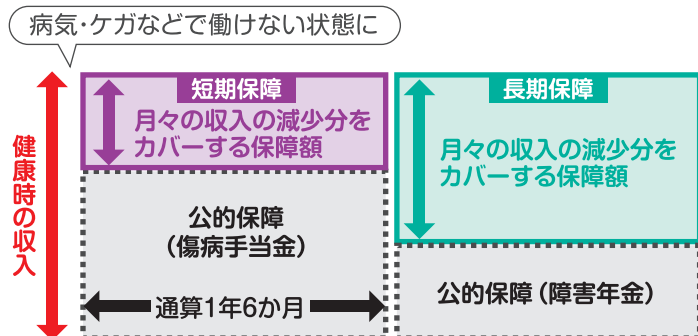 病気・ケガなどで働けない状態に
健康時の収入
短期保障
月々の収入の減少分を
カバーする保障額
公的保障
(傷病手当金)
通算1年6か月
長期保障
月々の収入の減少分を
カバーする保障額
公的保障(障害年金)